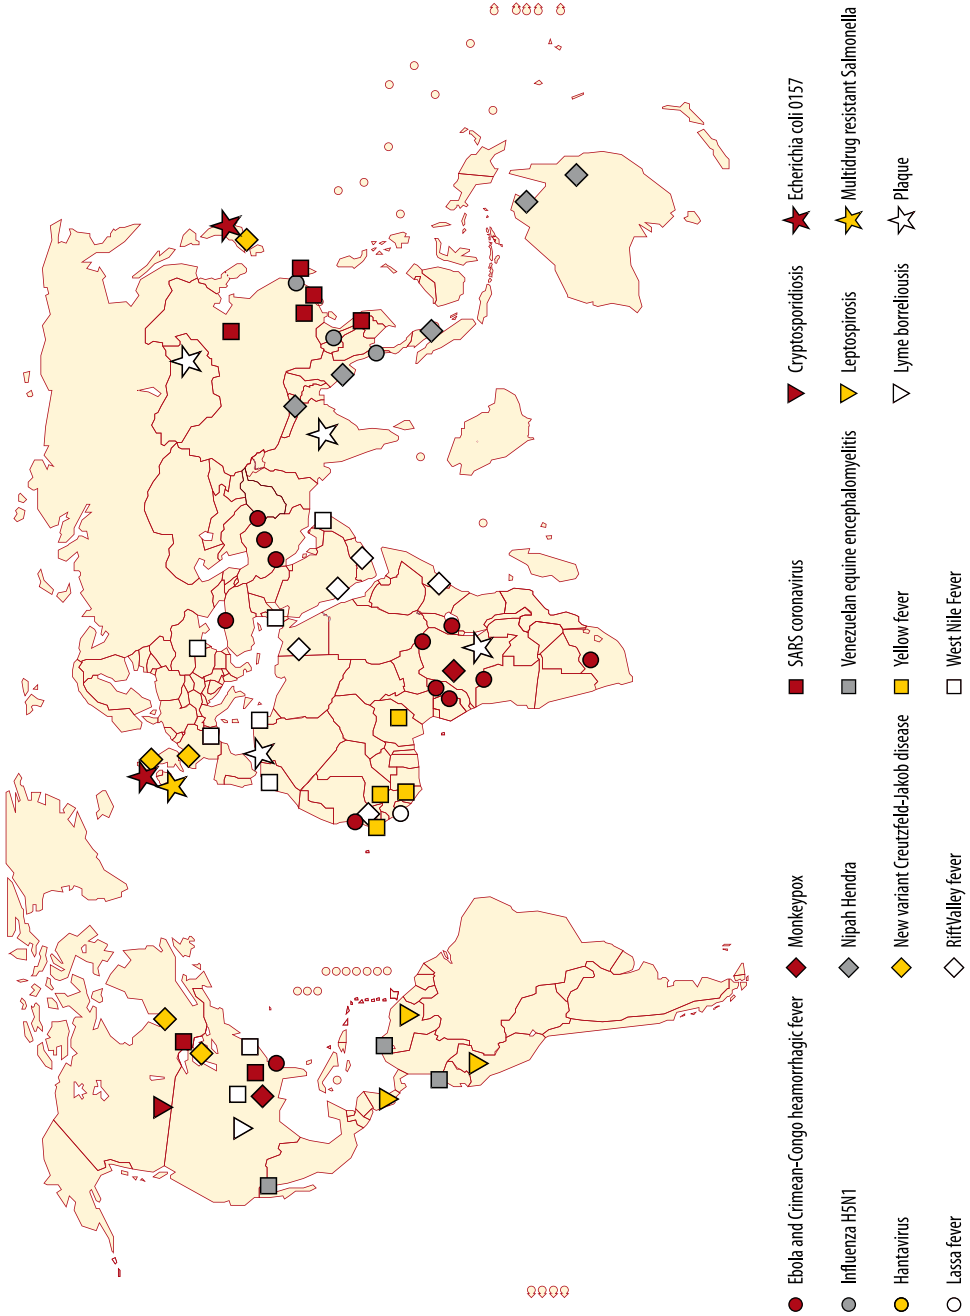 Ebola and Crimean-Congo heamorrhagic fever
Monkeypox
SARS coronavirus
Cryptosporidiosis
Echerichia coli 0157
Influenza H5N1
Nipah Hendra
Venezuelan equine encephalomyelitis
Leptospirosis
Multidrug resistant Salmonella
Hantavirus
New variant Creutzfeld-Jakob disease
Yellow fever
Lyme borreliousis
Plaque
Lassa fever
RiftValley fever
West Nile Fever